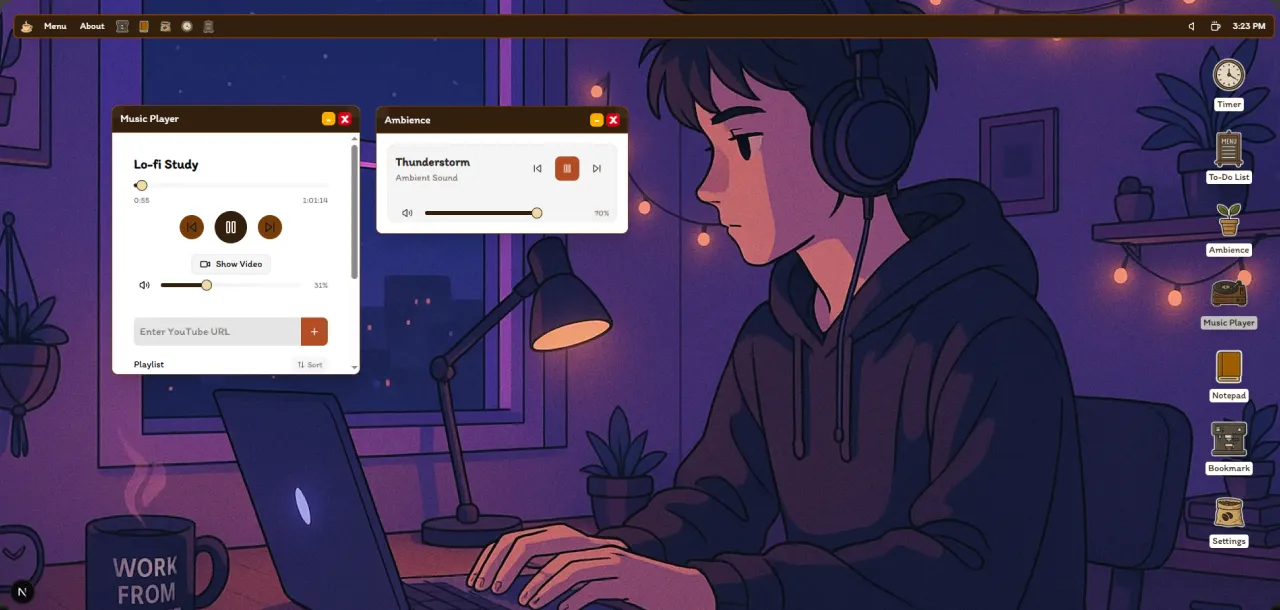 Menu About
3:23 PM
Music Player
Lo-fi Study
0:55 1:01:14
Show Video
31%
Enter YouTube URL
+
Playlist Sort
Ambience
Thunderstorm
Ambient Sound
70%
Timer
MENU
To-Do List
Ambience
Music Player
Notepad
Bookmark
Settings
WORK
FROM
N